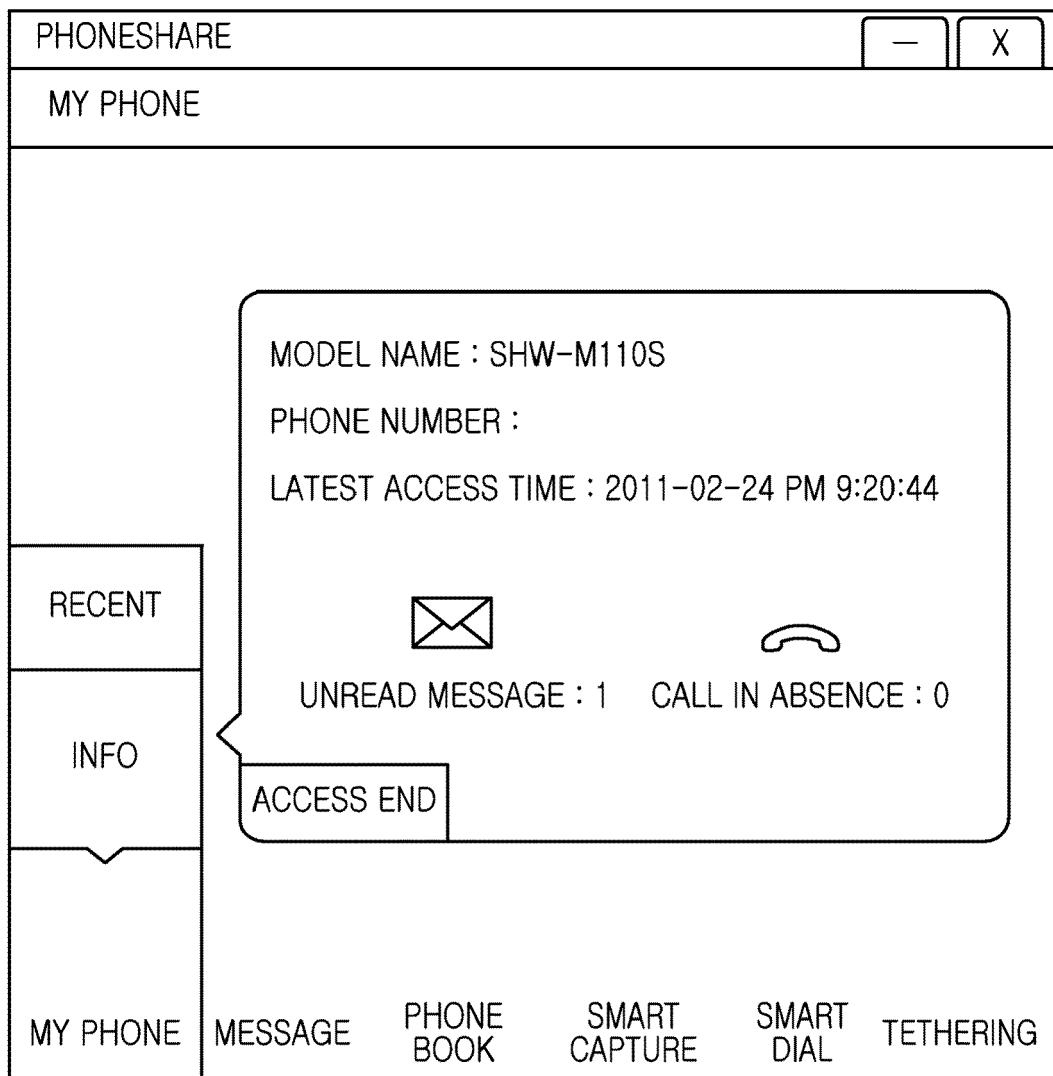 PHONESHARE
– X
MY PHONE
MODEL NAME : SHW-M110S
PHONE NUMBER :
LATEST ACCESS TIME : 2011-02-24 PM 9:20:44
RECENT
UNREAD MESSAGE : 1
CALL IN ABSENCE : 0
INFO
ACCESS END
MY PHONE
MESSAGE
PHONE
BOOK
SMART
CAPTURE
SMART
DIAL
TETHERING